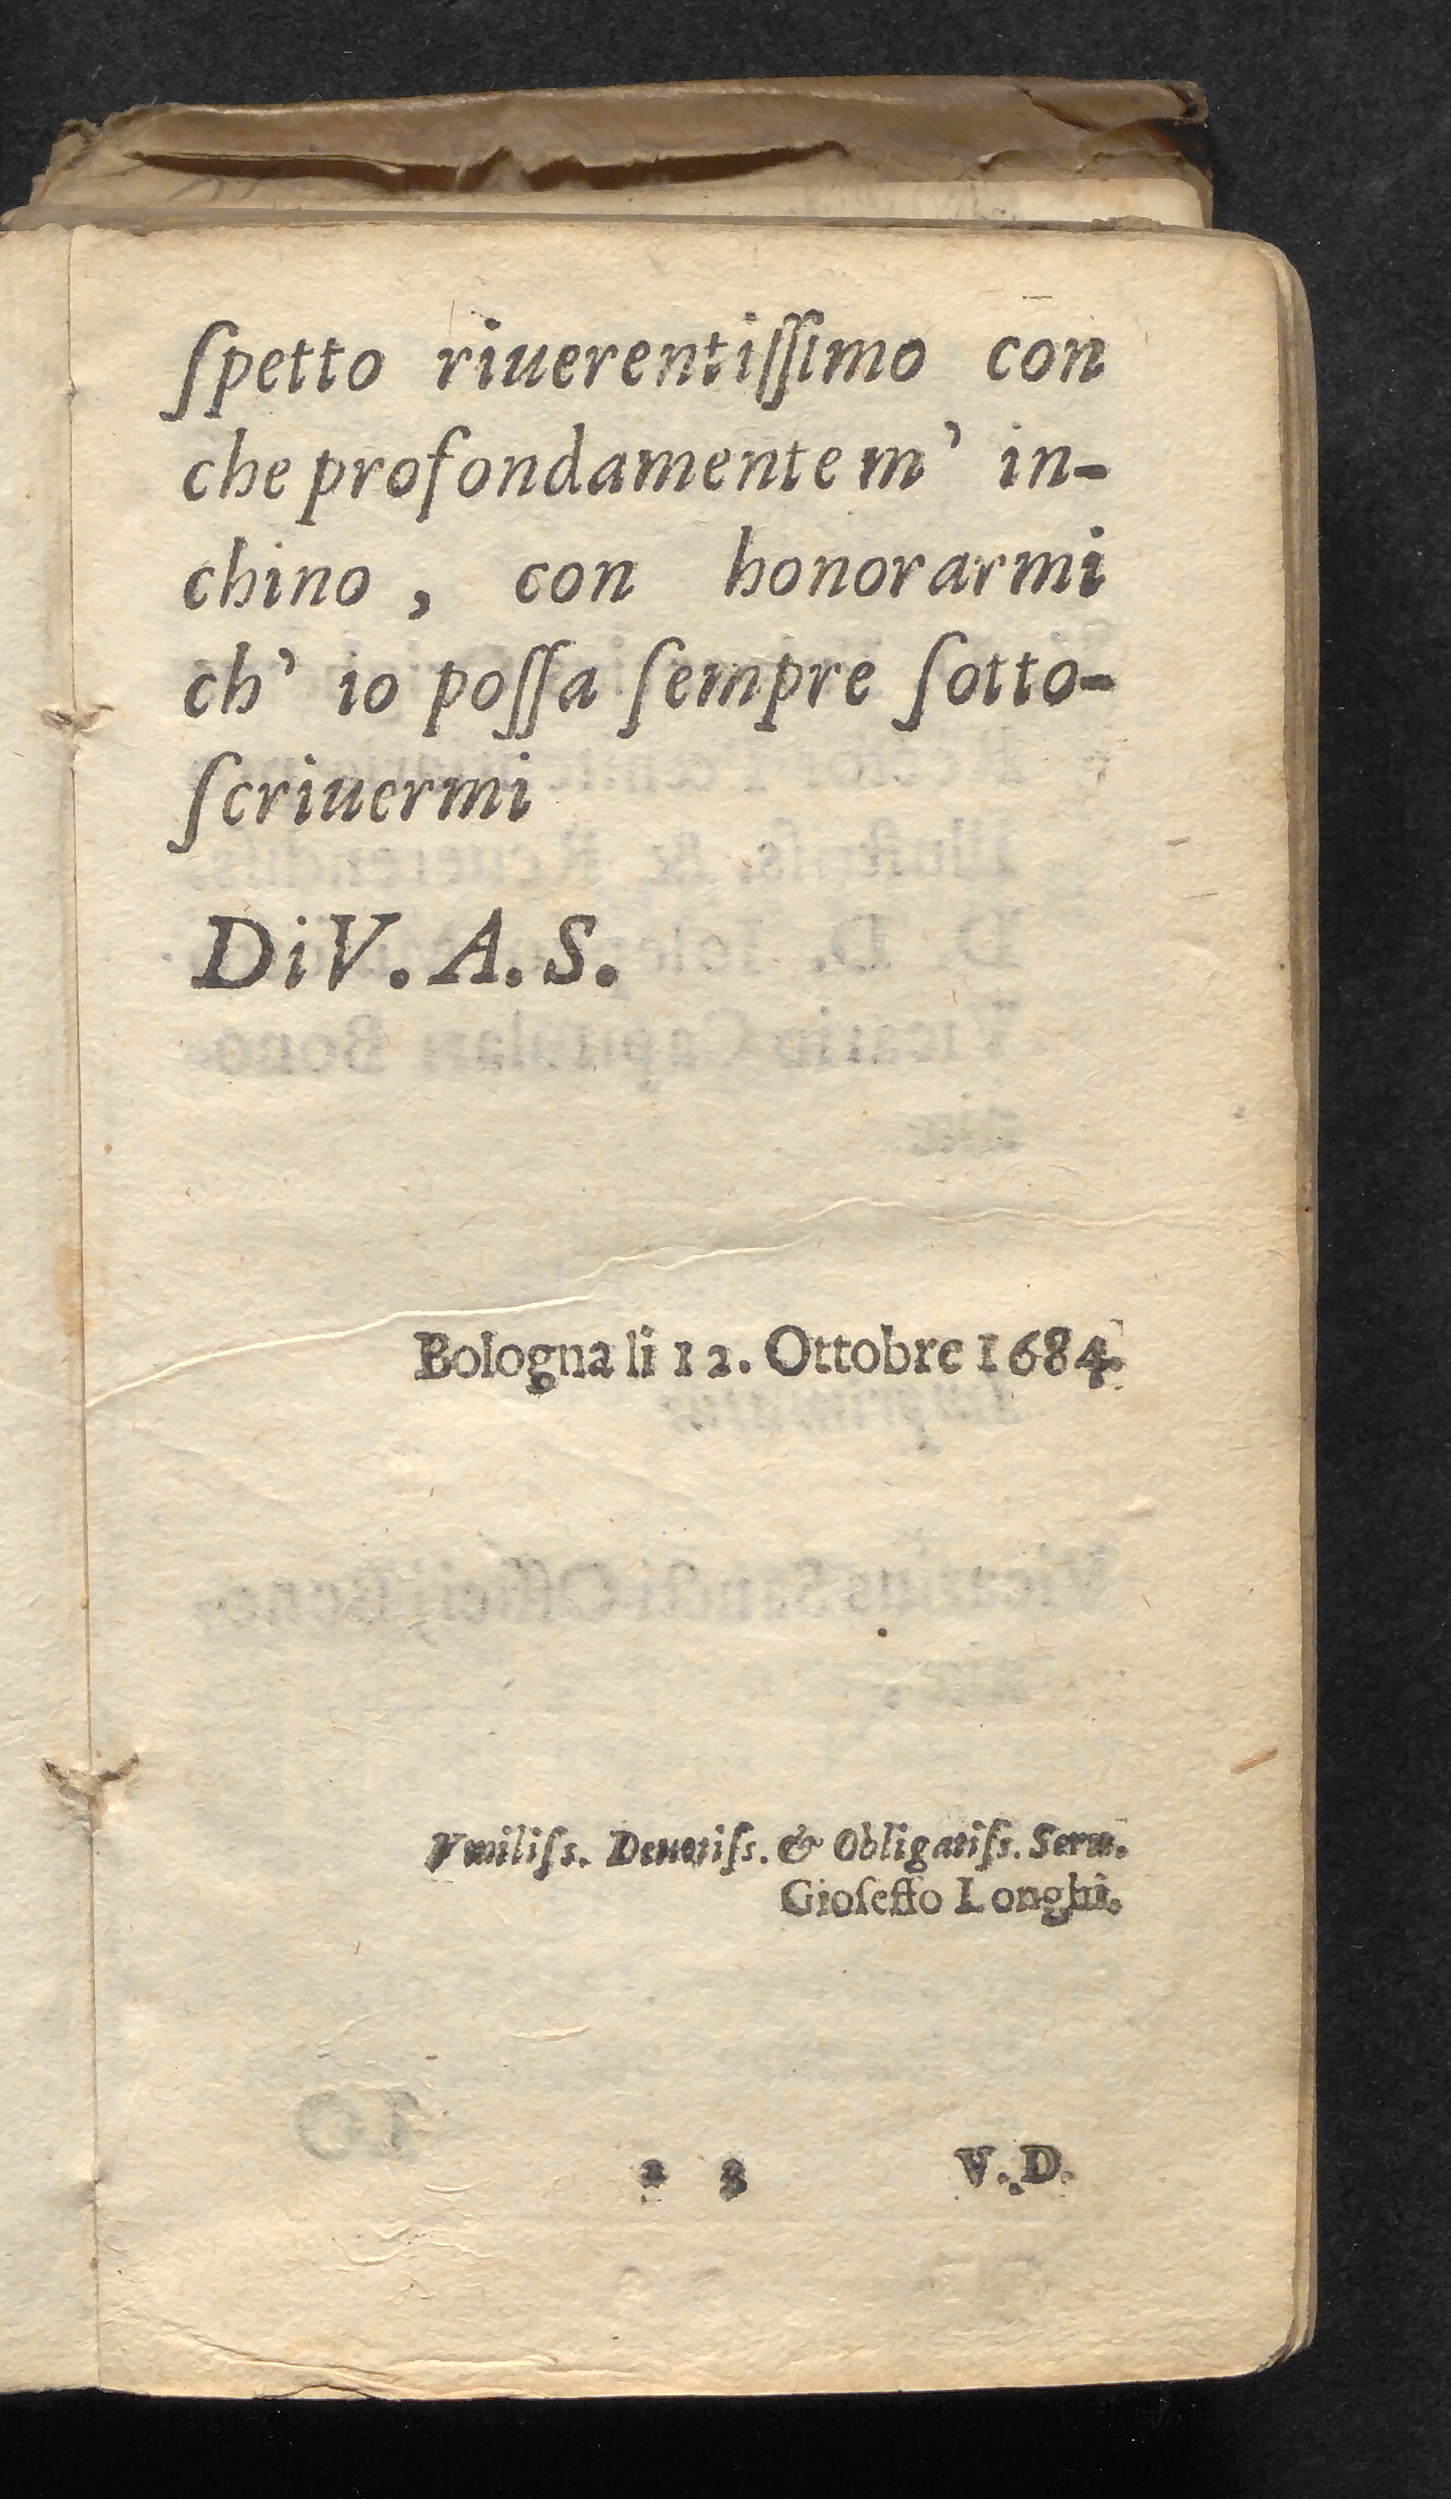 ſpetto riuerentiſſimo con
che profondamente m' in-
chino, con honorarmi
ch' io poſſa ſempre ſotto-
ſcriuermi
Di V. A. S.
Bologna li 12. Ottobre 1684.
Vmiliſs. Deuotiſs. & Obligatiſs. Seru.
Gioſeffo Longhi.
V. D.